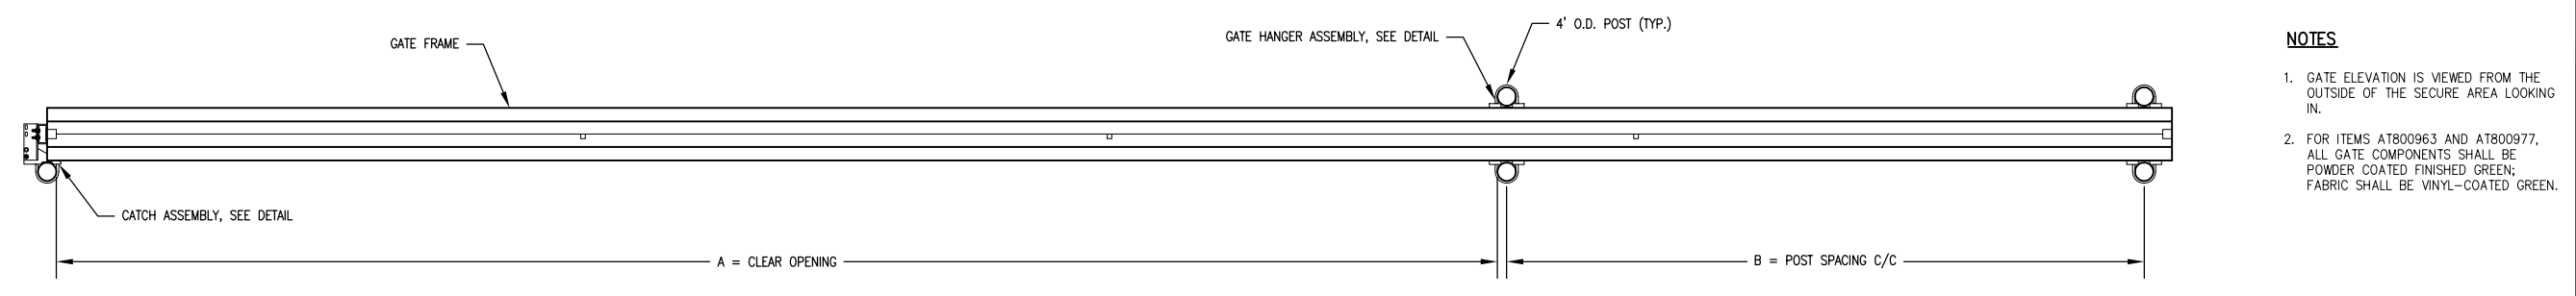 GATE FRAME
GATE HANGER ASSEMBLY, SEE DETAIL
4' O.D. POST (TYP.)
CATCH ASSEMBLY, SEE DETAIL
A = CLEAR OPENING
B = POST SPACING C/C
NOTES
1. GATE ELEVATION IS VIEWED FROM THE
OUTSIDE OF THE SECURE AREA LOOKING
IN.
2. FOR ITEMS AT800963 AND AT800977,
ALL GATE COMPONENTS SHALL BE
POWDER COATED FINISHED GREEN;
FABRIC SHALL BE VINYL-COATED GREEN.